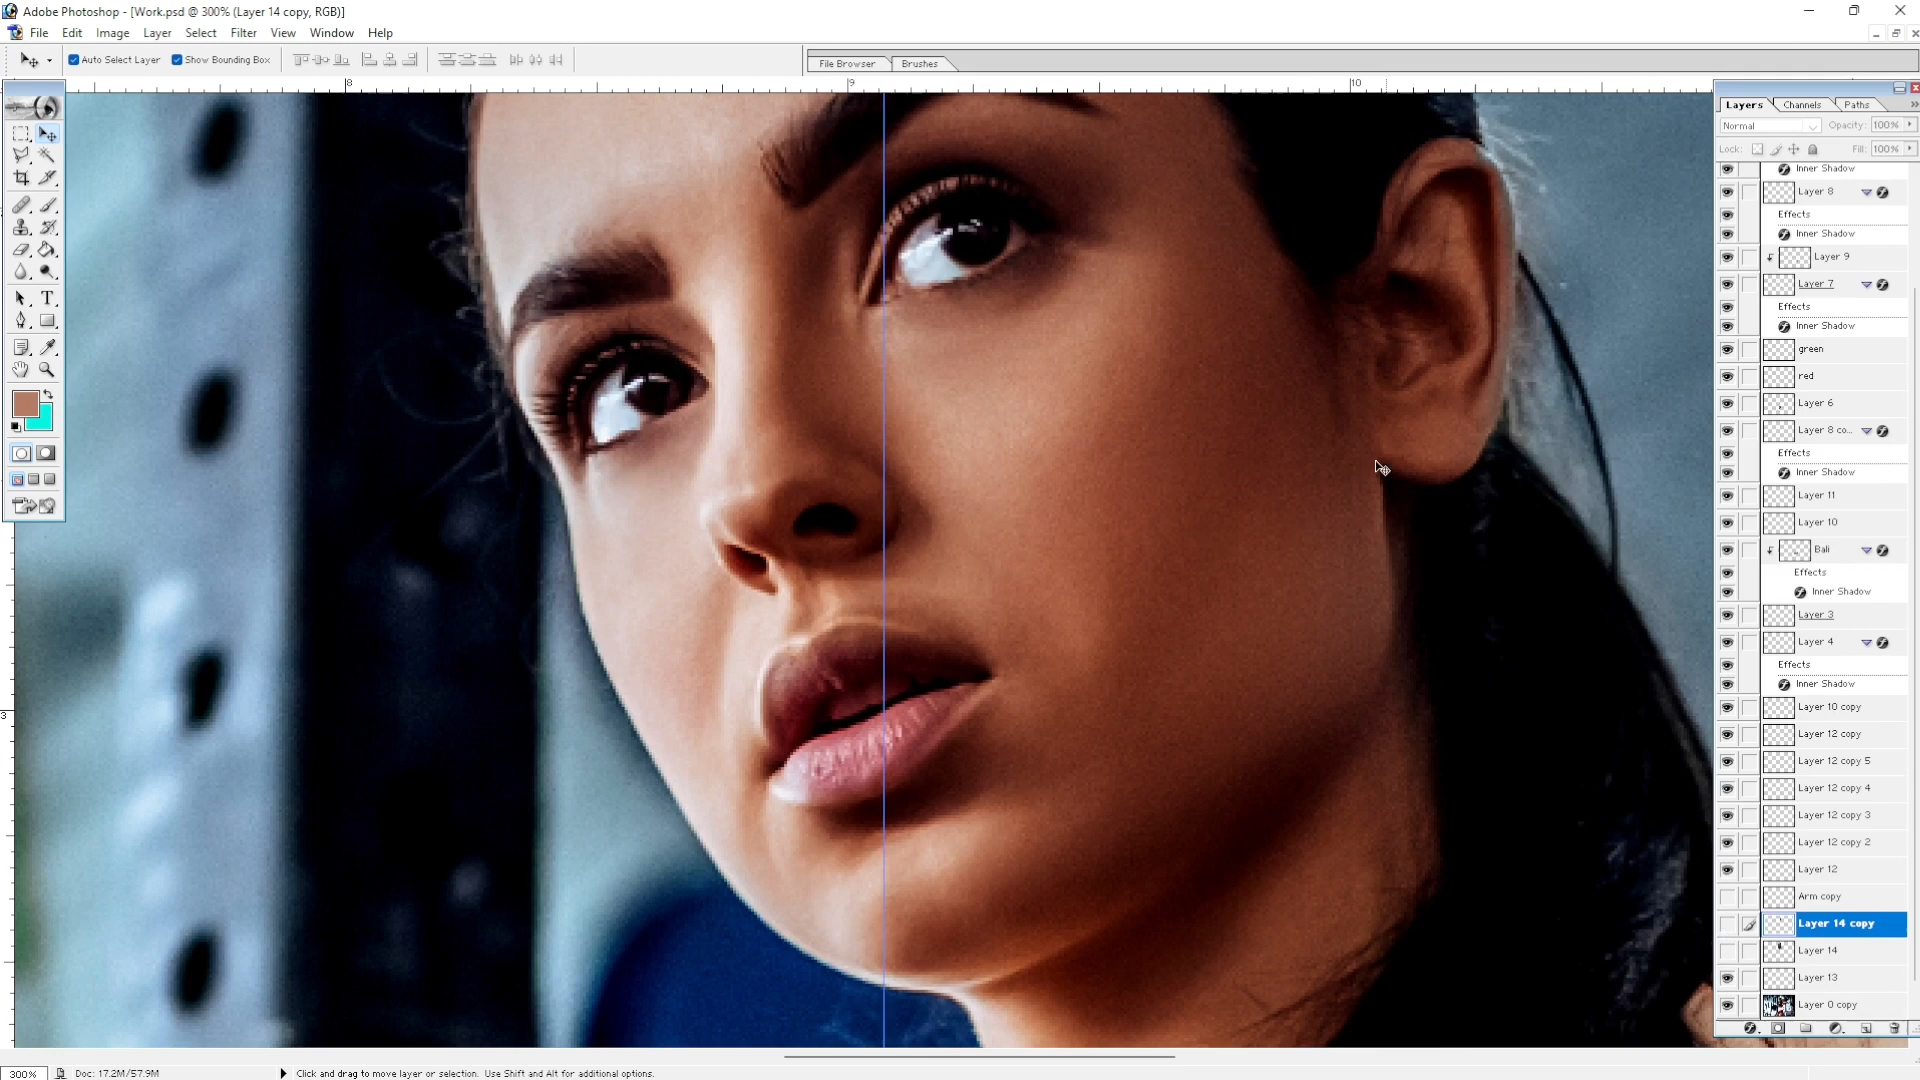 Adobe Photoshop - [Work.psd @ 300% (Layer 14 copy, RGB)]
File Edit Image Layer Select Filter View Window Help
Auto Select Layer Show Bounding Box
File Browser Brushes
8 9 10
3
Layers Channels Paths
Normal Opacity: 100%
Lock: Fill: 100%
Inner Shadow
Layer 8
Effects
Inner Shadow
Layer 9
Layer 7
Effects
Inner Shadow
green
red
Layer 6
Layer 8 co...
Effects
Inner Shadow
Layer 11
Layer 10
Bali
Effects
Inner Shadow
Layer 3
Layer 4
Effects
Inner Shadow
Layer 10 copy
Layer 12 copy
Layer 12 copy 5
Layer 12 copy 4
Layer 12 copy 3
Layer 12 copy 2
Layer 12
Arm copy
Layer 14 copy
Layer 14
Layer 13
Layer 0 copy
300% Doc: 17.2M/57.9M Click and drag to move layer or selection. Use Shift and Alt for additional options.